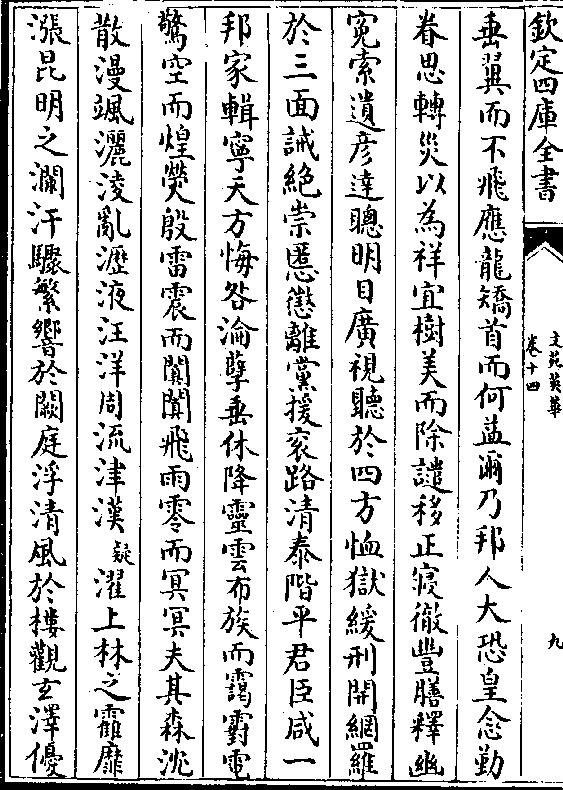 欽定四庫全書
文苑英華
卷十四
九
垂翼而不飛應龍矯首而何益爾乃邦人大恐皇念勤
眷思轉災以為祥宜樹美而除譴移正寢徹豐膳釋幽
寃索遺彦達聰明目廣視聽於四方恤獄緩刑開網羅
於三面誡絶崇慝懲離黨援衮路清泰階平君臣咸一
邦家輯寧天方悔咎淪孽垂休降靈雲布族而靄霨電
驚空而煌熒殷雷震而闐闐飛雨零而冥冥夫其森沲
散漫颯灑淩亂瀝液汪洋周流津漢疑濯上林之霢靡
漲昆明之瀾汗驟繁響於闕庭浮清風於樓觀玄澤優